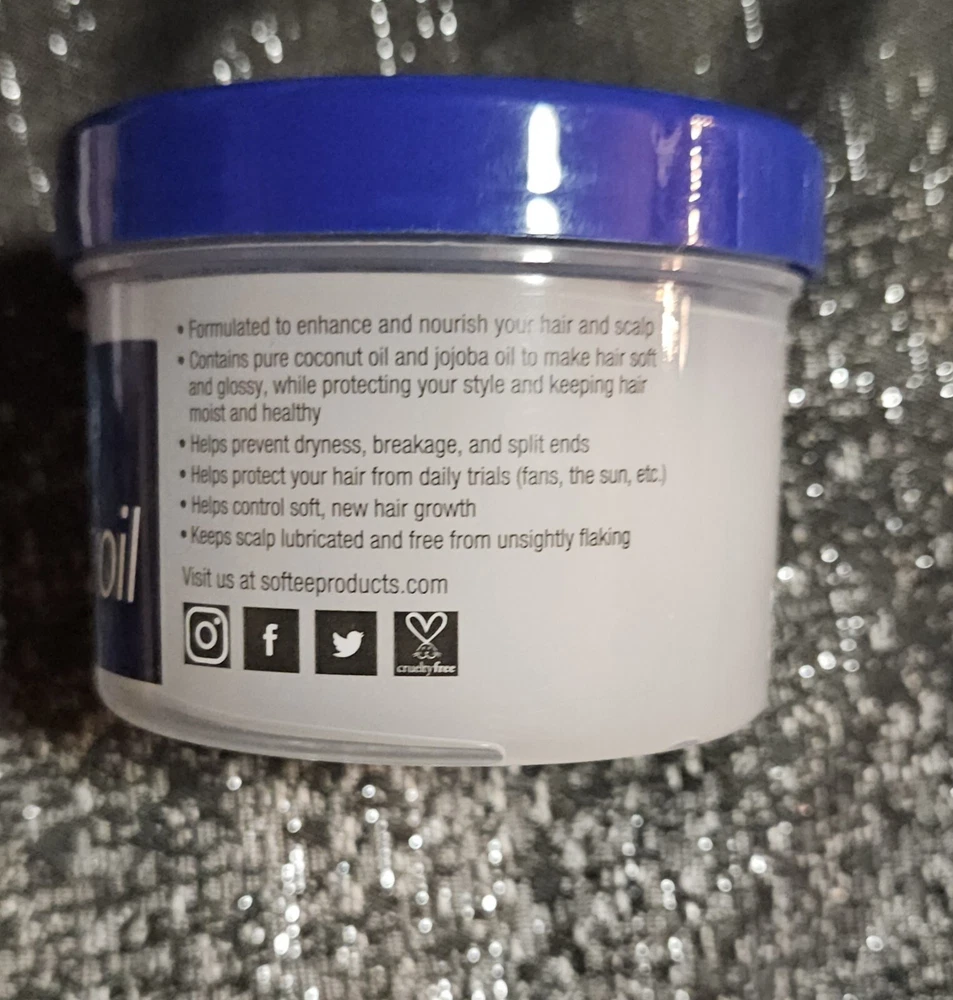 • Formulated to enhance and nourish your hair and scalp
• Contains pure coconut oil and jojoba oil to make hair soft
and glossy, while protecting your style and keeping hair
moist and healthy
• Helps prevent dryness, breakage, and split ends
• Helps protect your hair from daily trials (fans, the sun, etc.)
• Helps control soft, new hair growth
• Keeps scalp lubricated and free from unsightly flaking
oil
Visit us at softeeproducts.com
f
crueltyfree